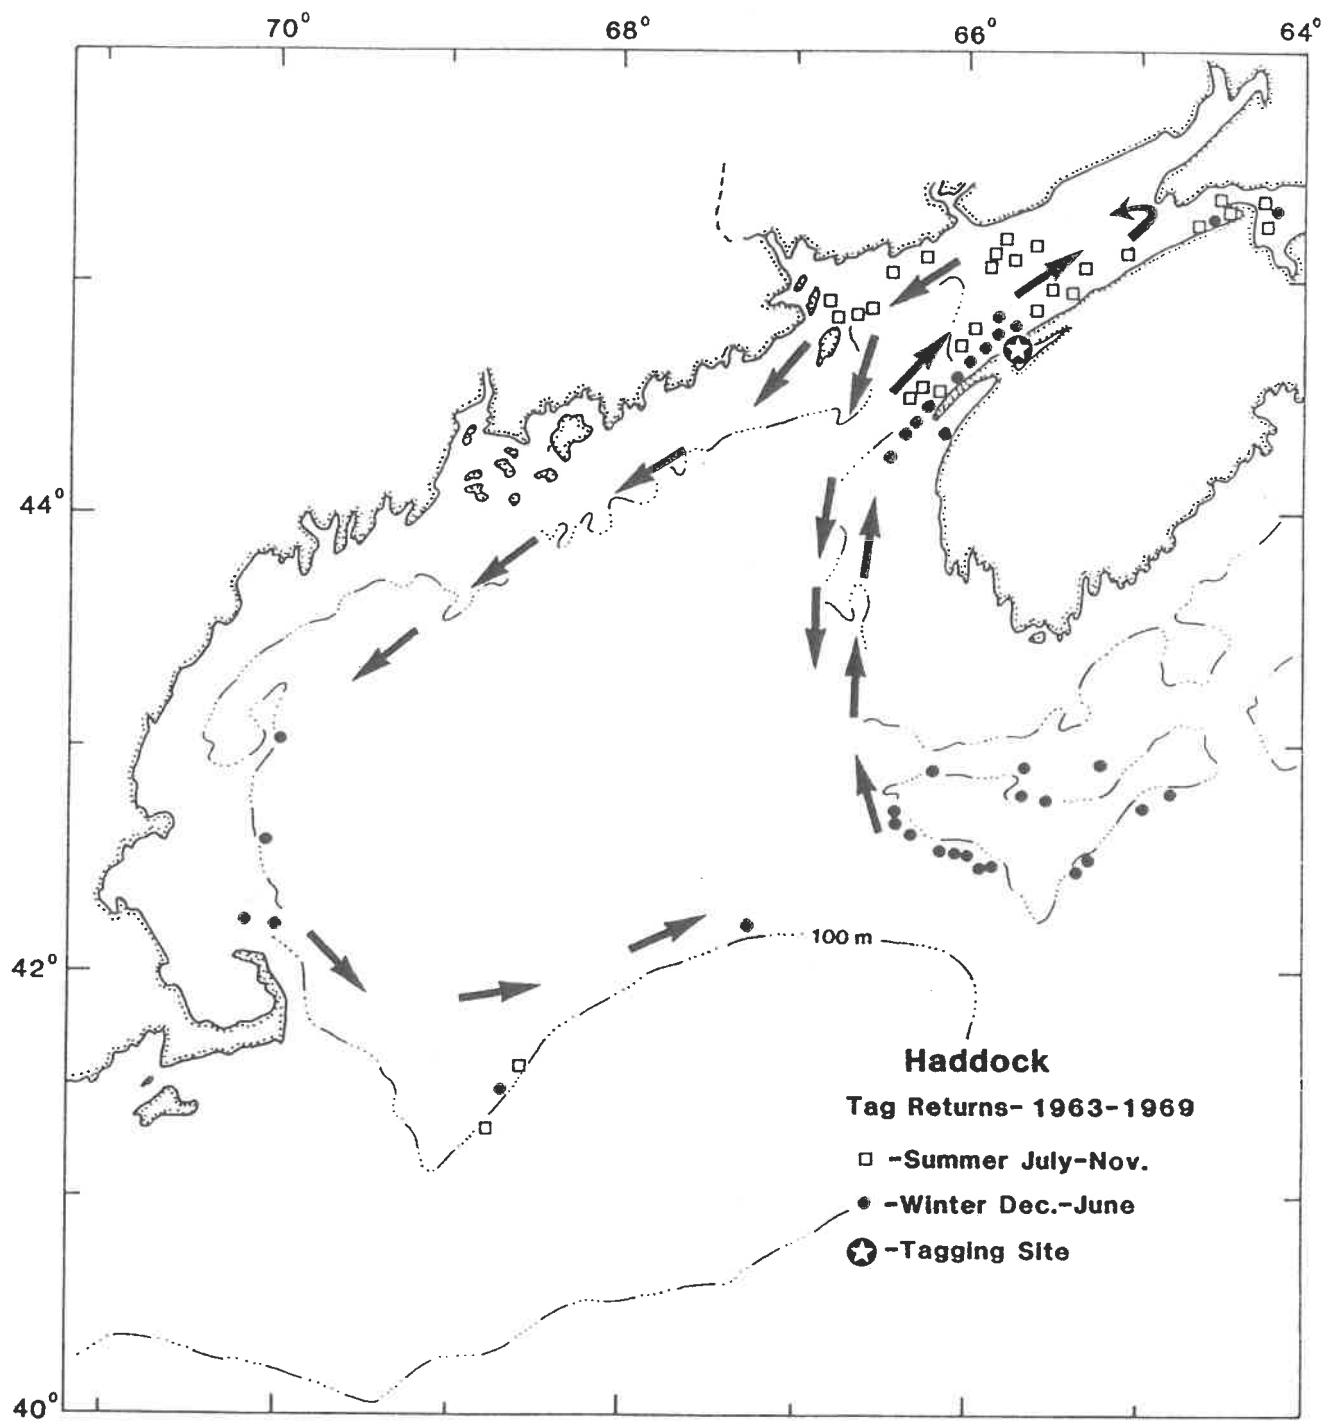 70° 68° 66° 64°
44°
42°
40°
100 m
Haddock
Tag Returns- 1963-1969
-Summer July-Nov.
-Winter Dec.-June
-Tagging Site